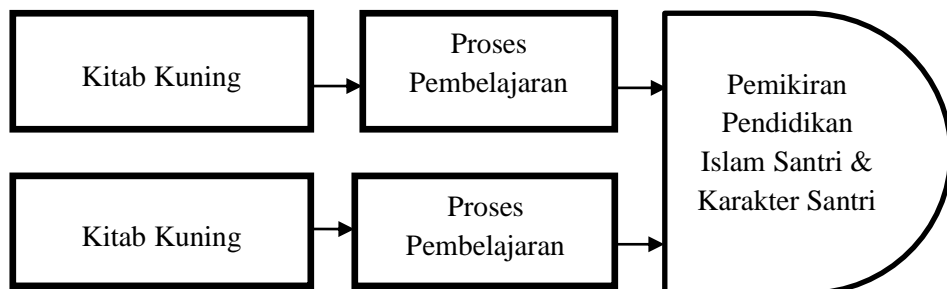 Kitab Kuning
Proses
Pembelajaran
Kitab Kuning
Proses
Pembelajaran
Pemikiran
Pendidikan
Islam Santri &
Karakter Santri